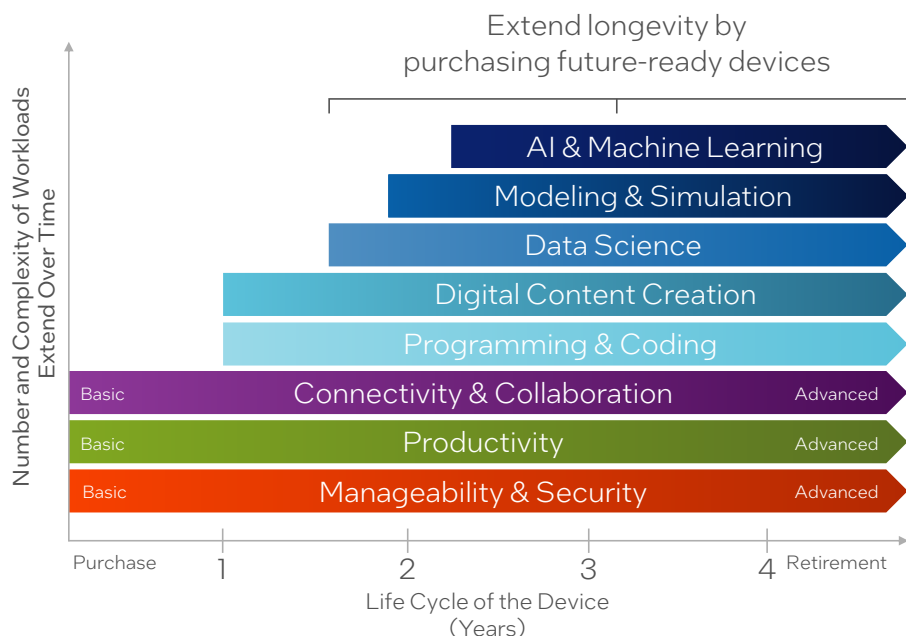 Extend longevity by
purchasing future-ready devices
Number and Complexity of Workloads
Extend Over Time
AI & Machine Learning
Modeling & Simulation
Data Science
Digital Content Creation
Programming & Coding
Basic Connectivity & Collaboration Advanced
Basic Productivity Advanced
Basic Manageability & Security Advanced
Purchase 1 2 3 4 Retirement
Life Cycle of the Device
(Years)